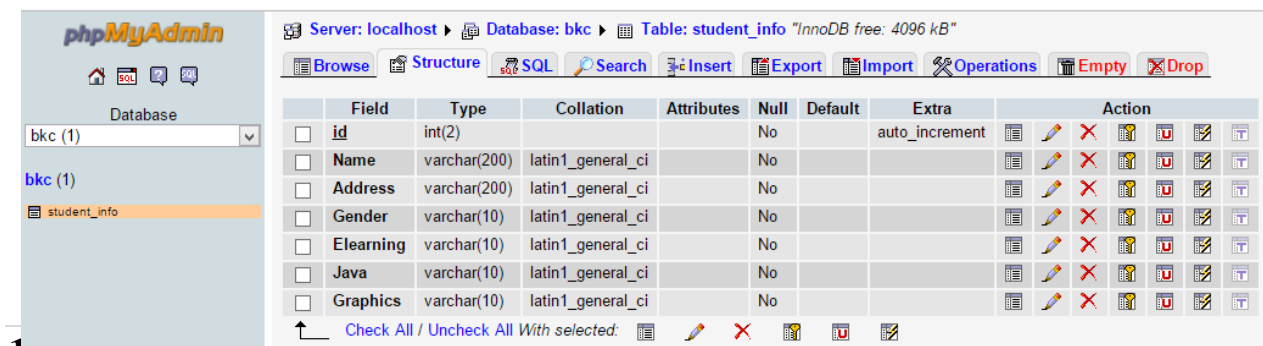 phpMyAdmin
Server: localhost ▸ Database: bkc ▸ Table: student_info "InnoDB free: 4096 kB"
Browse Structure SQL Search Insert Export Import Operations Empty Drop
Database
bkc (1)
bkc (1)
student_info
Field Type Collation Attributes Null Default Extra Action
id int(2) No auto_increment
Name varchar(200) latin1_general_ci No
Address varchar(200) latin1_general_ci No
Gender varchar(10) latin1_general_ci No
Elearning varchar(10) latin1_general_ci No
Java varchar(10) latin1_general_ci No
Graphics varchar(10) latin1_general_ci No
Check All / Uncheck All With selected: